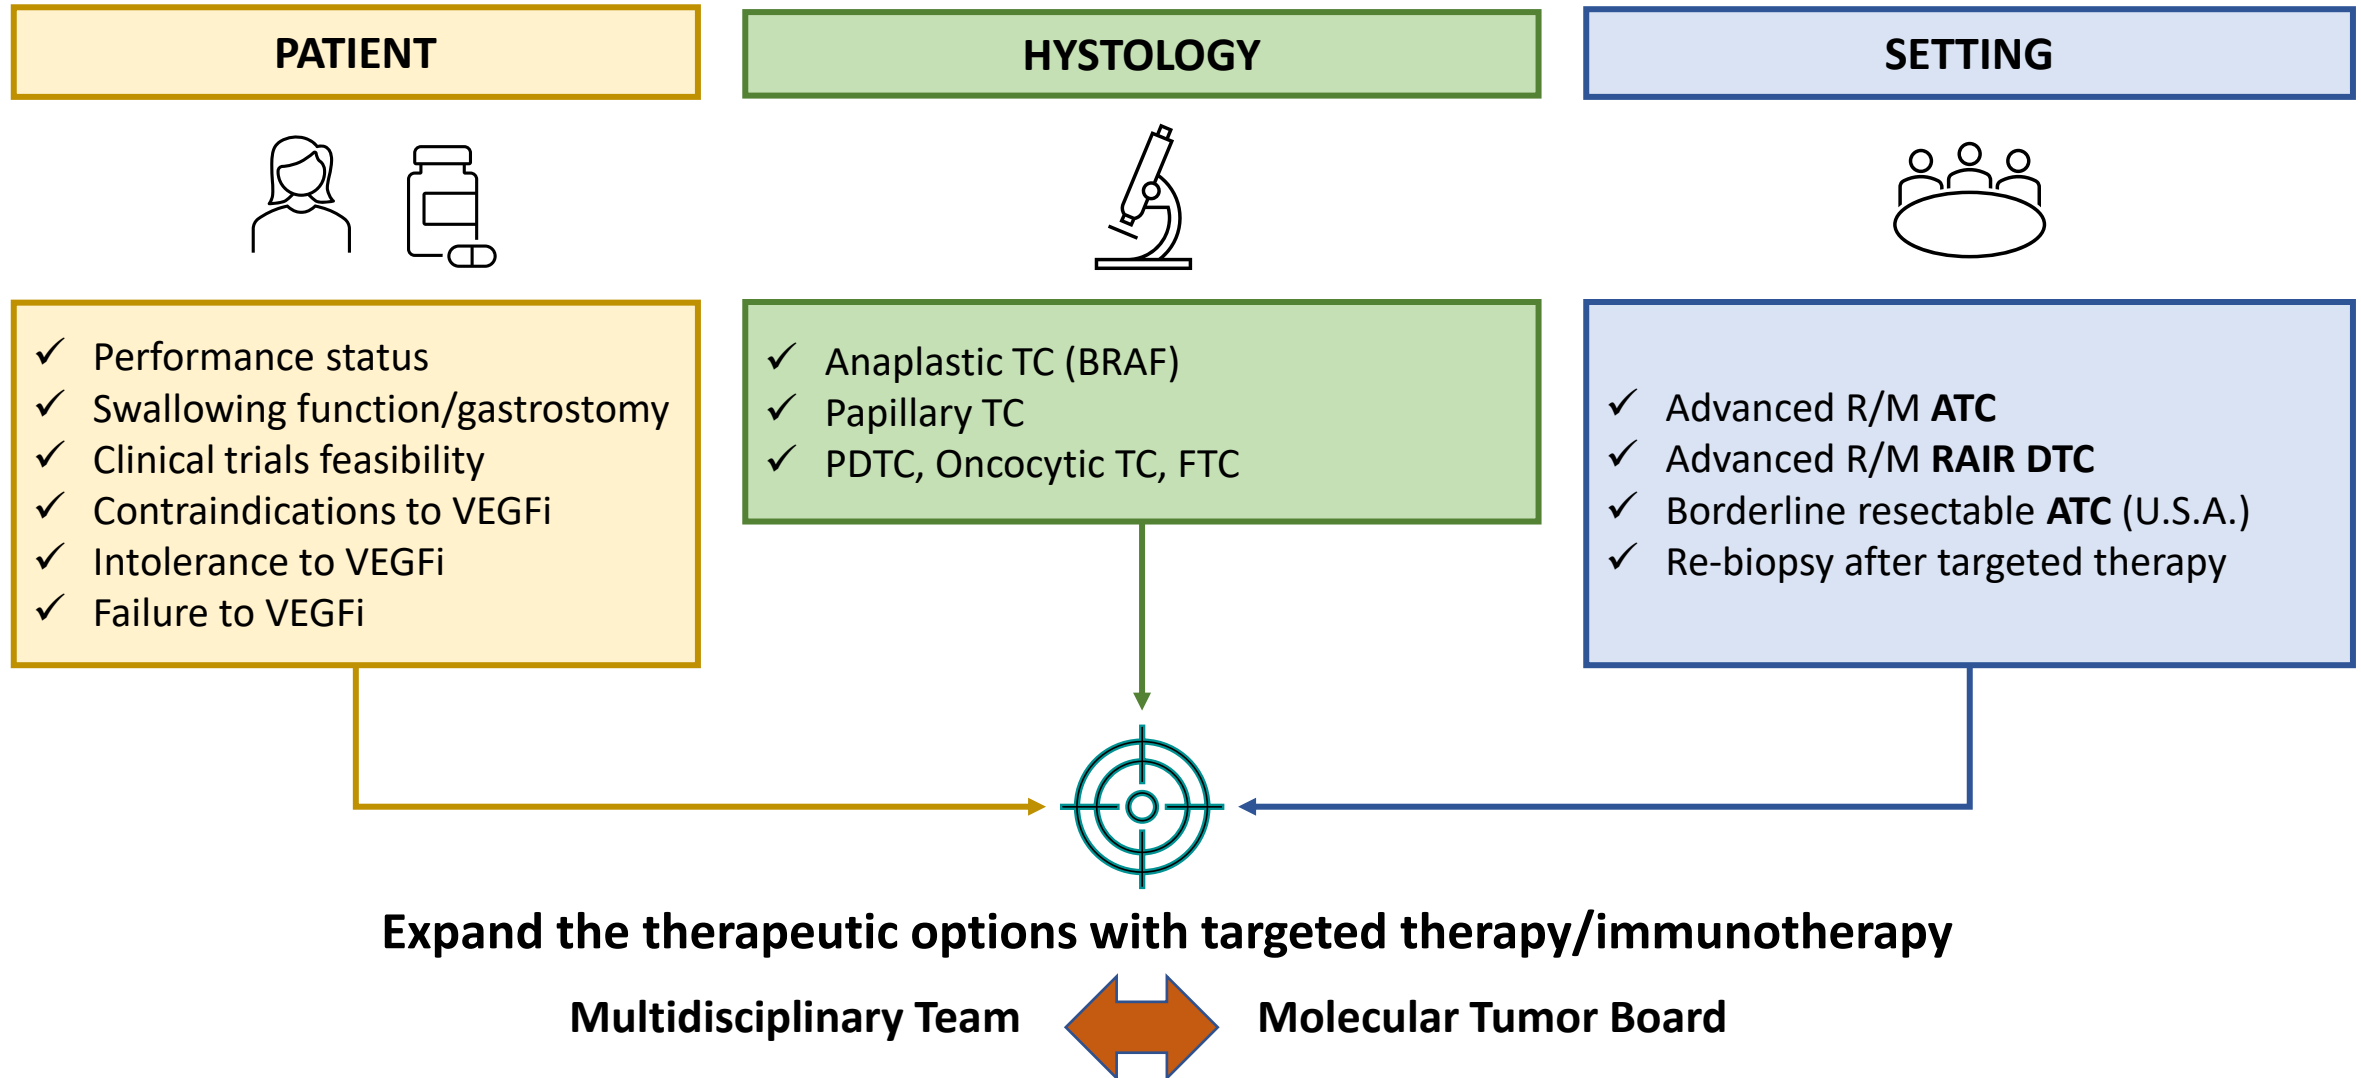 PATIENT
HYSTOLOGY
SETTING
✓ Performance status
✓ Swallowing function/gastrostomy
✓ Clinical trials feasibility
✓ Contraindications to VEGFi
✓ Intolerance to VEGFi
✓ Failure to VEGFi
✓ Anaplastic TC (BRAF)
✓ Papillary TC
✓ PDTC, Oncocytic TC, FTC
✓ Advanced R/M ATC
✓ Advanced R/M RAIR DTC
✓ Borderline resectable ATC (U.S.A.)
✓ Re-biopsy after targeted therapy
Expand the therapeutic options with targeted therapy/immunotherapy
Multidisciplinary Team
Molecular Tumor Board